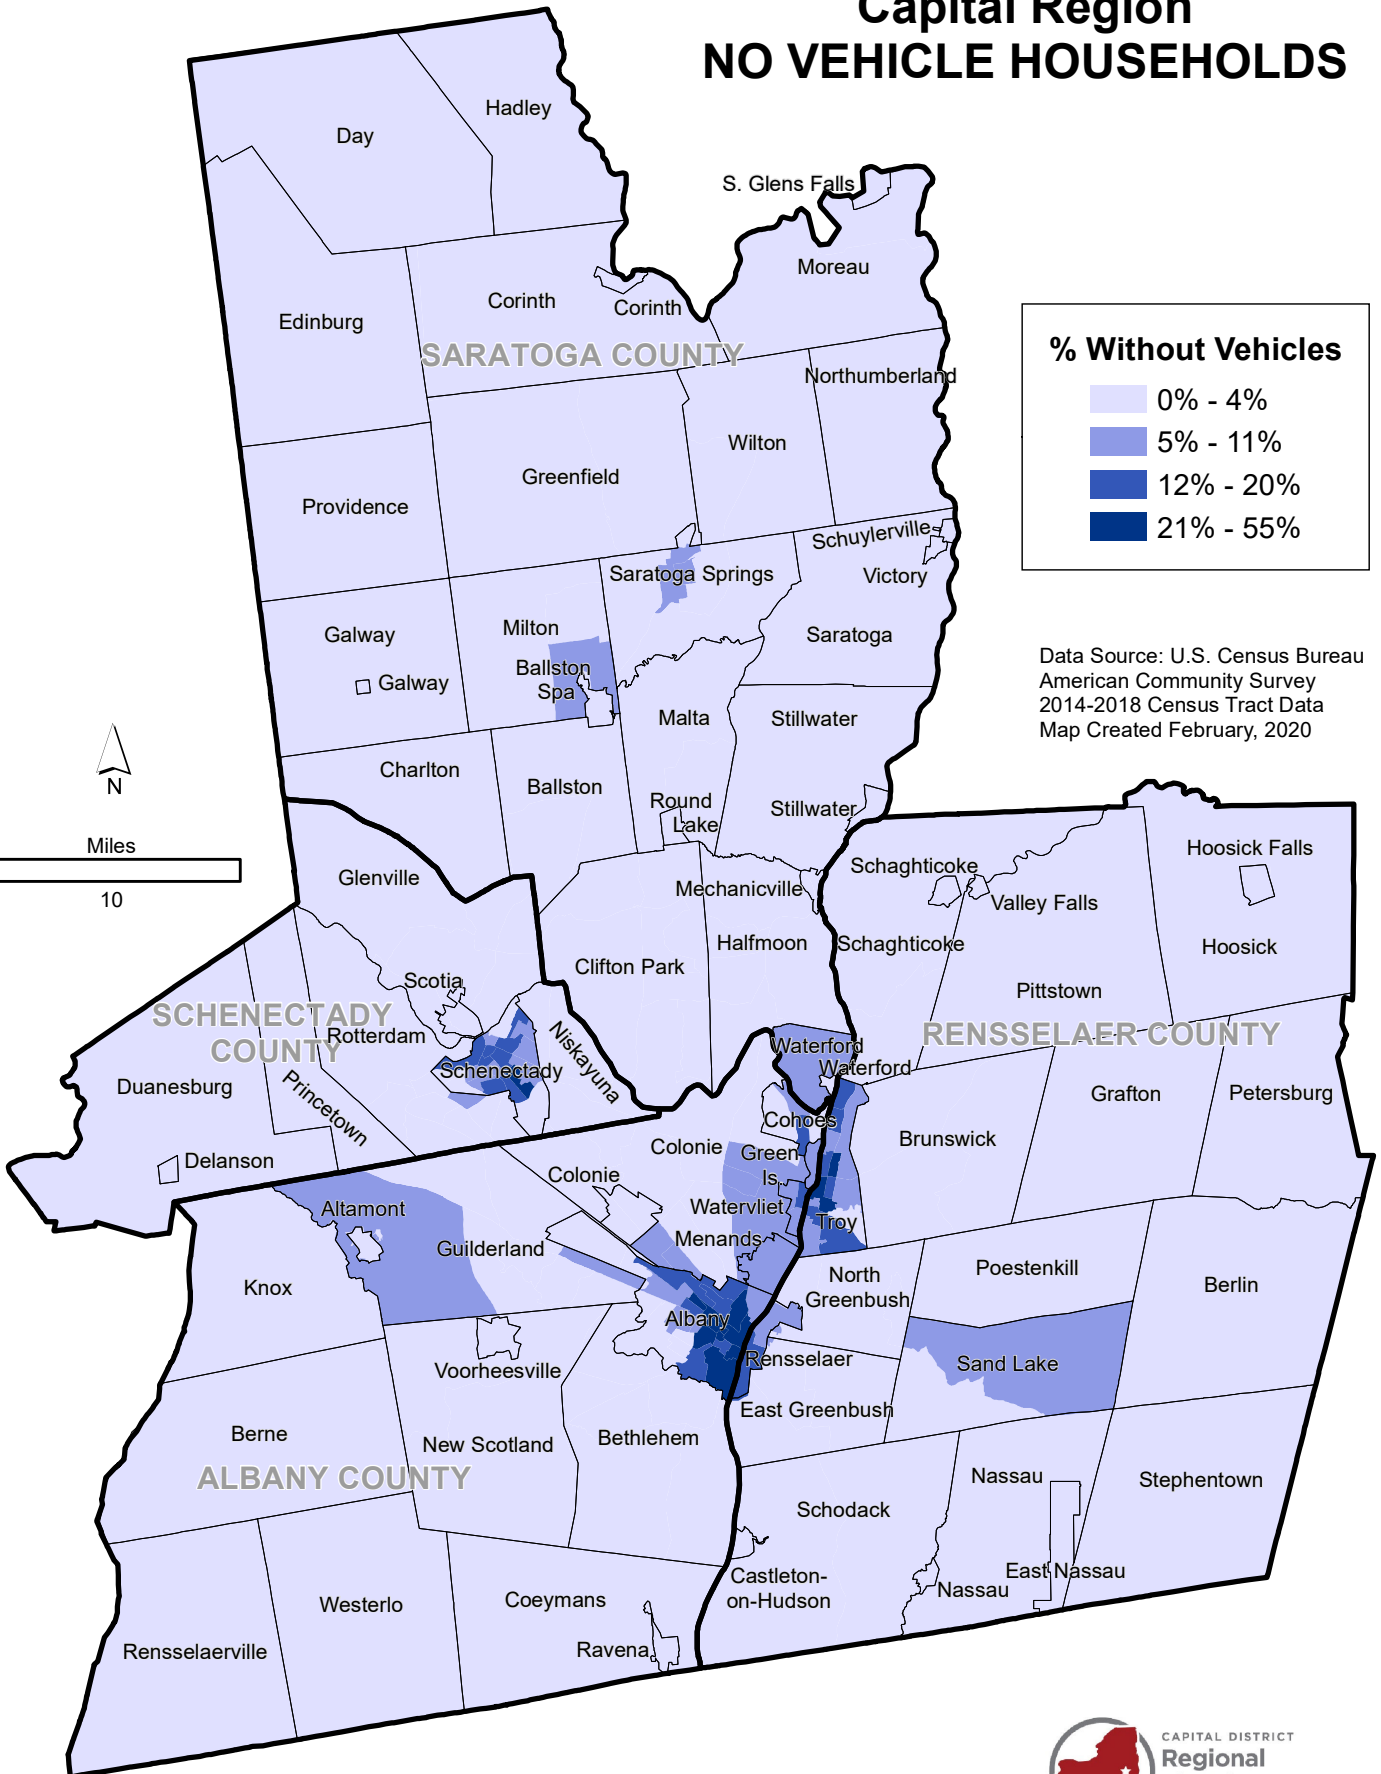 Capital Region
NO VEHICLE HOUSEHOLDS
Hadley
Day
S. Glens Falls
Moreau
Corinth
Corinth
Edinburg
SARATOGA COUNTY
% Without Vehicles
0% - 4%
5% - 11%
12% - 20%
21% - 55%
Northumberland
Wilton
Greenfield
Providence
Schuylerville
Saratoga Springs
Victory
Milton
Galway
Saratoga
Ballston
Spa
Galway
Data Source: U.S. Census Bureau
American Community Survey
2014-2018 Census Tract Data
Map Created February, 2020
Malta
Stillwater
Charlton
Ballston
N
Round
Lake
Stillwater
Miles
10
Glenville
Hoosick Falls
Schaghticoke
Mechanicville
Valley Falls
Halfmoon
Schaghticoke
Hoosick
Clifton Park
Scotia
Pittstown
SCHENECTADY
COUNTY
Rotterdam
RENSSELAER COUNTY
Niskayuna
Waterford
Waterford
Schenectady
Duanesburg
Princetown
Grafton
Petersburg
Cohoes
Brunswick
Colonie
Green
Is.
Delanson
Colonie
Altamont
Watervliet
Troy
Menands
Guilderland
North
Greenbush
Poestenkill
Knox
Berlin
Albany
Rensselaer
Sand Lake
Voorheesville
East Greenbush
Berne
New Scotland
Bethlehem
ALBANY COUNTY
Nassau
Stephentown
Schodack
East Nassau
Castleton-
on-Hudson
Nassau
Westerlo
Coeymans
Ravena
Rensselaerville
CAPITAL DISTRICT
Regional